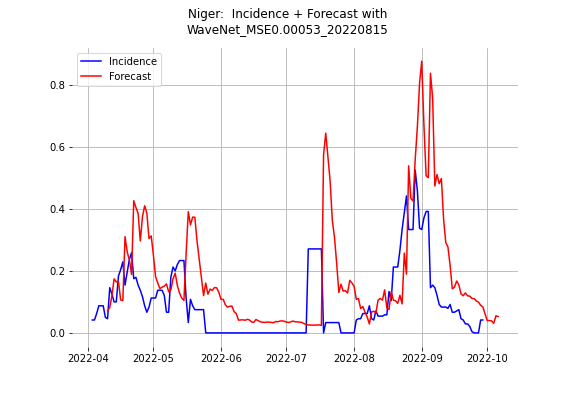 Niger:  Incidence + Forecast with
WaveNet_MSE0.00053_20220815
Incidence
Forecast
0.8
0.6
0.4
0.2
0.0
2022-04 2022-05 2022-06 2022-07 2022-08 2022-09 2022-10